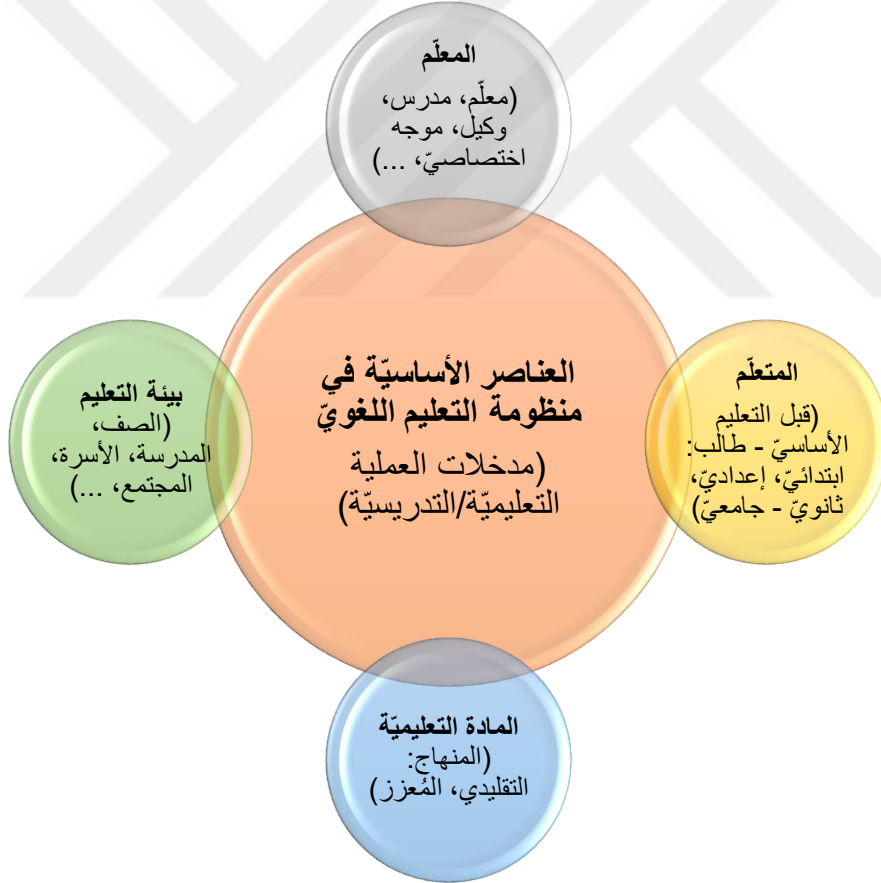 المعلّم
(معلّم، مدرس،
وكيل، موجه
اختصاصيّ، ...)
العناصر الأساسيّة في
منظومة التعليم اللغويّ
(مدخلات العملية
التعليميّة/التدريسيّة)
المتعلّم
(قبل التعليم
الأساسيّ - طالب:
ابتدائيّ، إعداديّ،
ثانويّ - جامعيّ)
بيئة التعليم
(الصف،
المدرسة، الأسرة،
المجتمع، ...)
المادة التعليميّة
(المنهاج:
التقليدي، المُعزز)